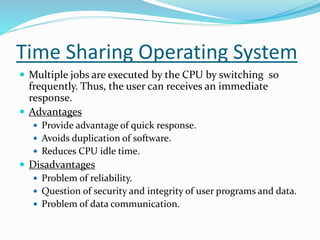 Time Sharing Operating System
Multiple jobs are executed by the CPU by switching so
frequently. Thus, the user can receives an immediate
response.
Advantages
Provide advantage of quick response.
Avoids duplication of software.
Reduces CPU idle time.
Disadvantages
Problem of reliability.
Question of security and integrity of user programs and data.
Problem of data communication.